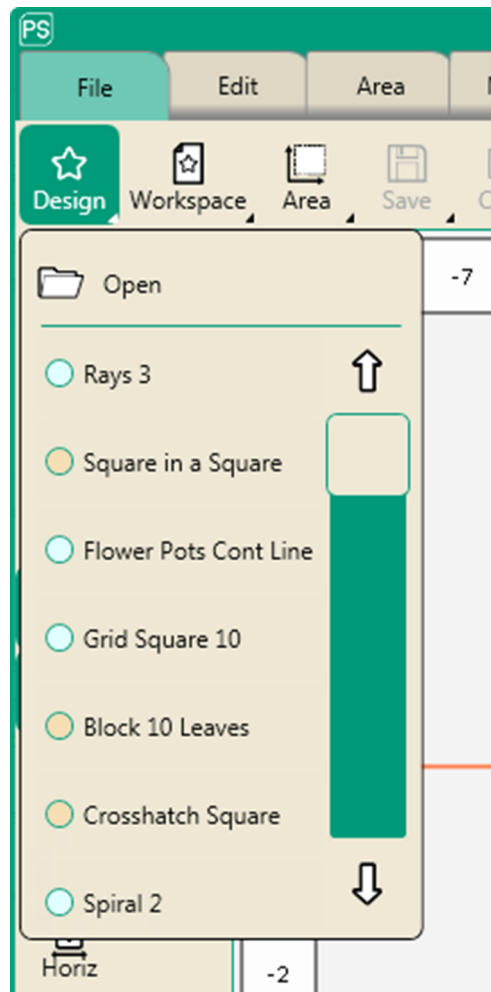 PS
File Edit Area
Design Workspace Area Save
Open
-7
Rays 3
Square in a Square
Flower Pots Cont Line
Grid Square 10
Block 10 Leaves
Crosshatch Square
Spiral 2
Horiz
-2